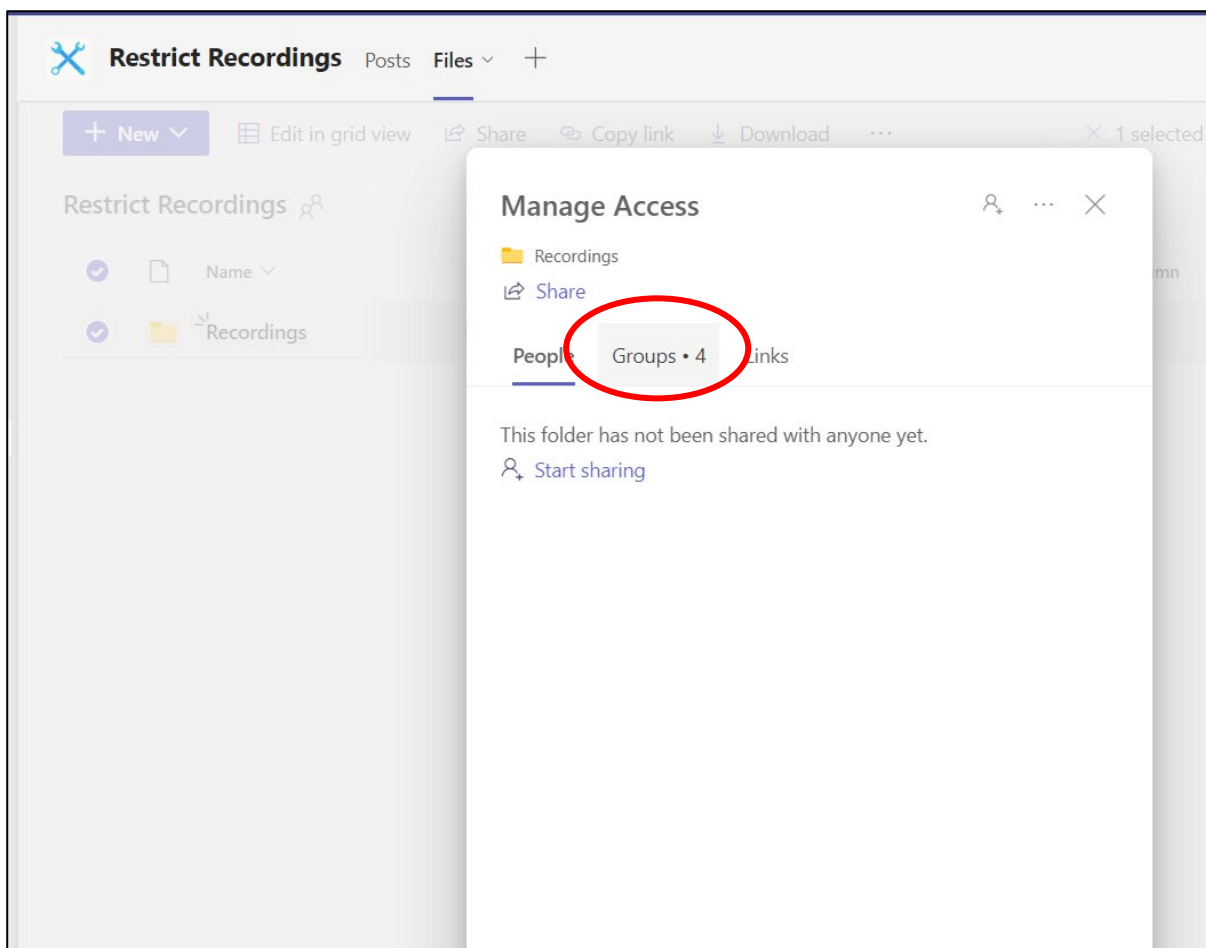 Restrict Recordings Posts Files
New Edit in grid view Share Copy link Download ... 1 selected
Restrict Recordings
Name
Recordings
Manage Access
Recordings
Share
People Groups • 4 Links
This folder has not been shared with anyone yet.
Start sharing